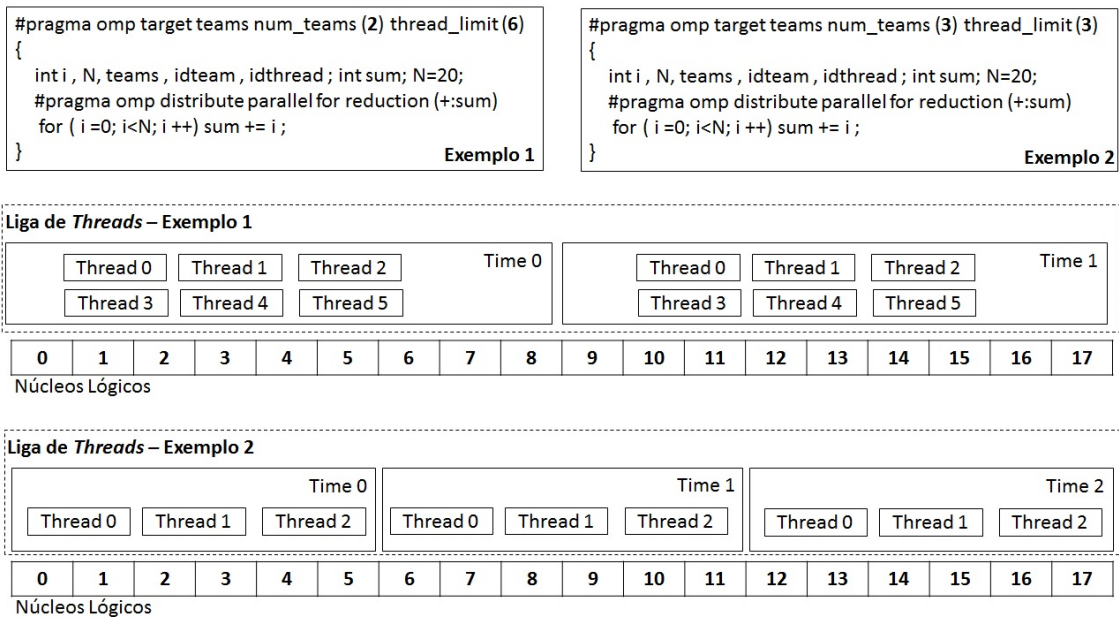 #pragma omp target teams num_teams (2) thread_limit (6)
{
int i , N, teams , idteam , idthread ; int sum; N=20;
#pragma omp distribute parallel for reduction (+:sum)
for ( i =0; i<N; i ++) sum += i ;
}
Exemplo 1
#pragma omp target teams num_teams (3) thread_limit (3)
{
int i , N, teams , idteam , idthread ; int sum; N=20;
#pragma omp distribute parallel for reduction (+:sum)
for ( i =0; i<N; i ++) sum += i ;
}
Exemplo 2
Liga de Threads – Exemplo 1
Time 0
Thread 0 Thread 1 Thread 2
Thread 3 Thread 4 Thread 5
Time 1
Thread 0 Thread 1 Thread 2
Thread 3 Thread 4 Thread 5
0 1 2 3 4 5 6 7 8 9 10 11 12 13 14 15 16 17
Núcleos Lógicos
Liga de Threads – Exemplo 2
Time 0
Thread 0 Thread 1 Thread 2
Time 1
Thread 0 Thread 1 Thread 2
Time 2
Thread 0 Thread 1 Thread 2
0 1 2 3 4 5 6 7 8 9 10 11 12 13 14 15 16 17
Núcleos Lógicos